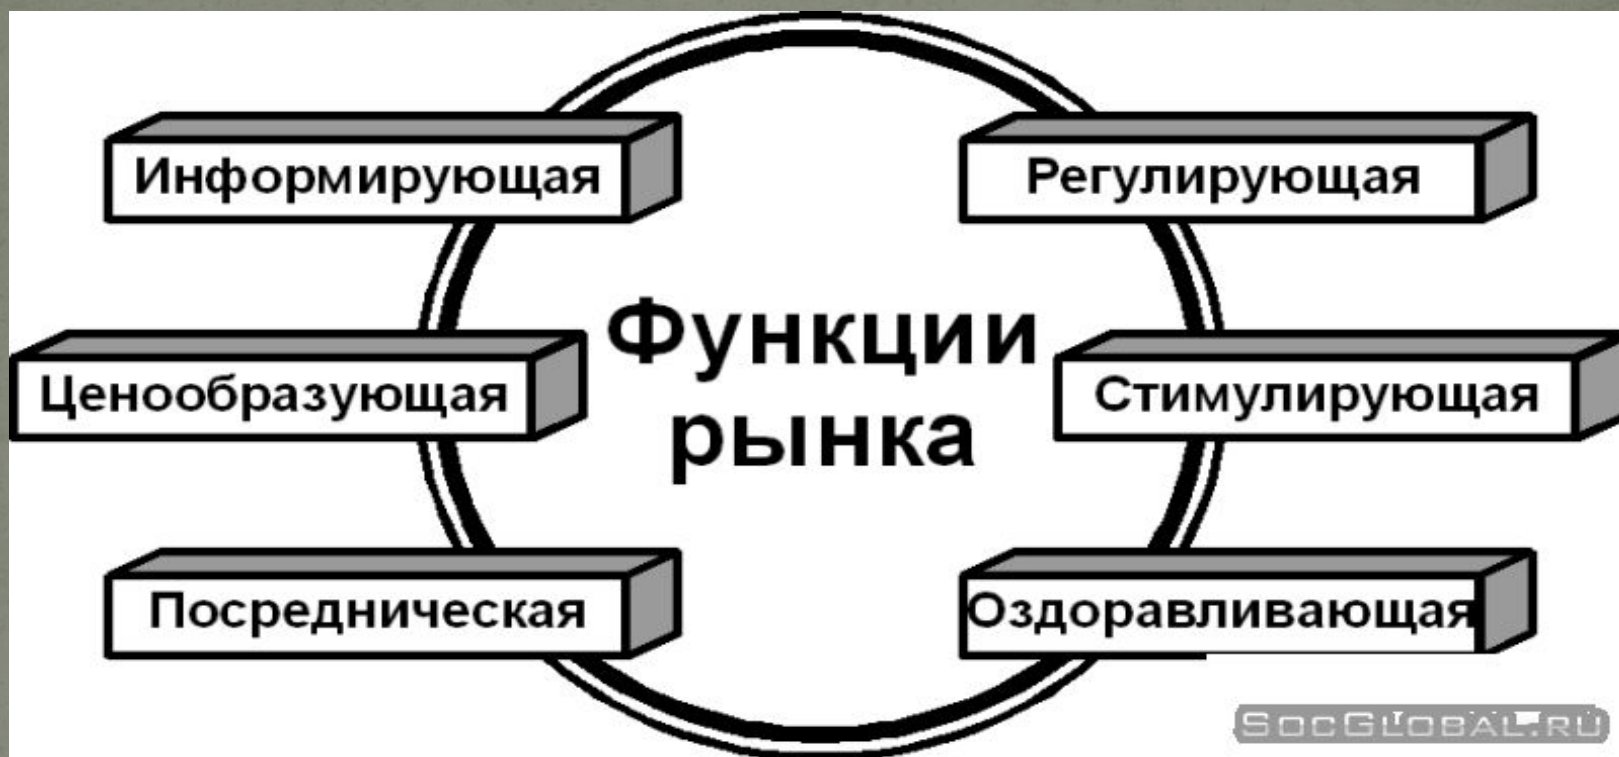 Информирующая
Регулирующая
Функции
рынка
Ценообразующая
Стимулирующая
Посредническая
Оздоравливающая
SOCGLOBAL.RU